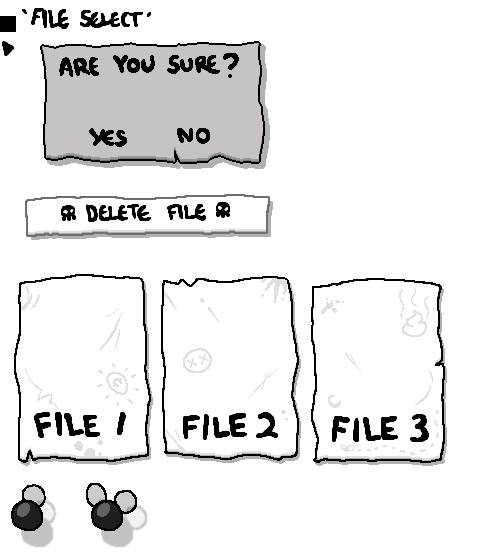 'FILE SELECT'
ARE YOU SURE?
YES NO
DELETE FILE
FILE 1 FILE 2 FILE 3